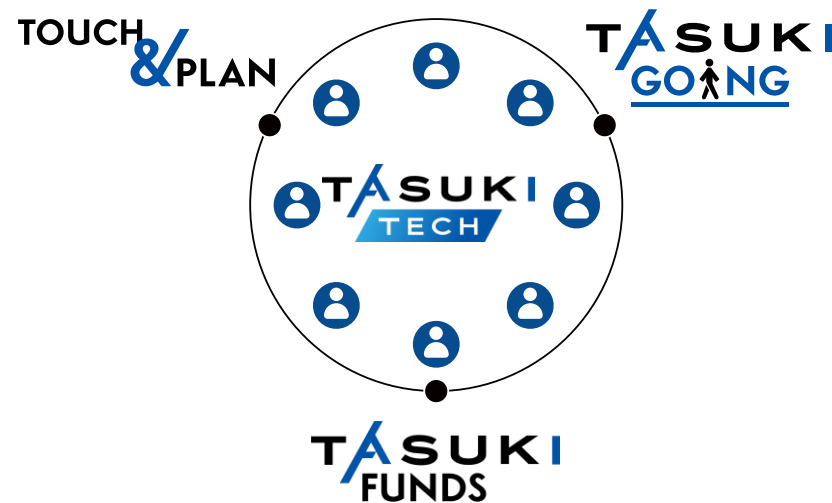 TOUCH
&PLAN
TASUKI
GOING
TASUKI
TECH
TASUKI
FUNDS